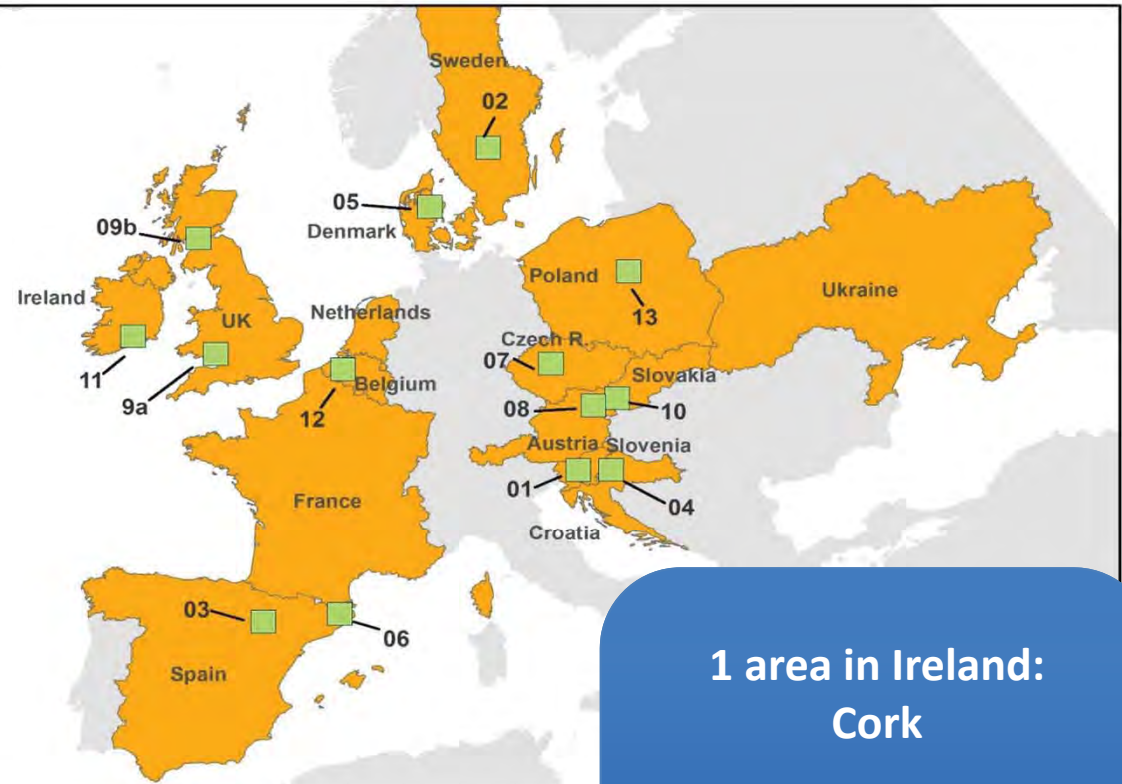 Sweden
02
05
Denmark
09b
Ireland
UK
Netherlands
Poland
13
Ukraine
11
9a
Belgium
12
Czech R.
07
Slovakia
08
10
Austria
Slovenia
01
04
Croatia
France
03
06
Spain
1 area in Ireland:
Cork